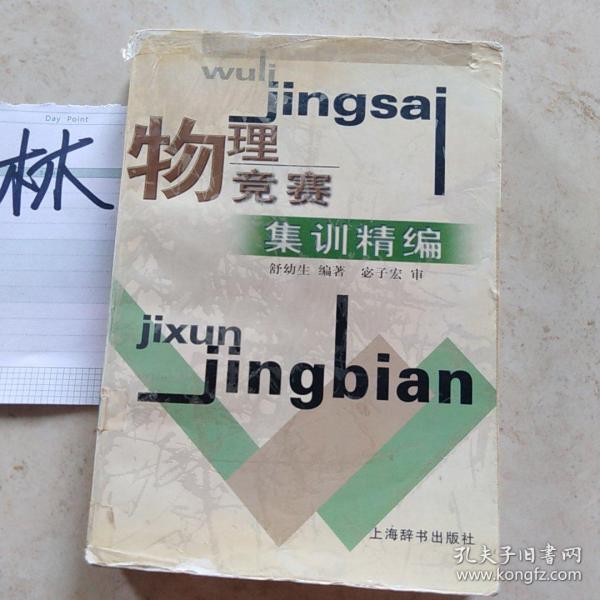 Day Point
林
wuli
jingsai
物理
竞赛
集训精编
舒幼生 编著 宓子宏 审
jixun
jingbian
上海辞书出版社
孔夫子旧书网
www.kongfz.com